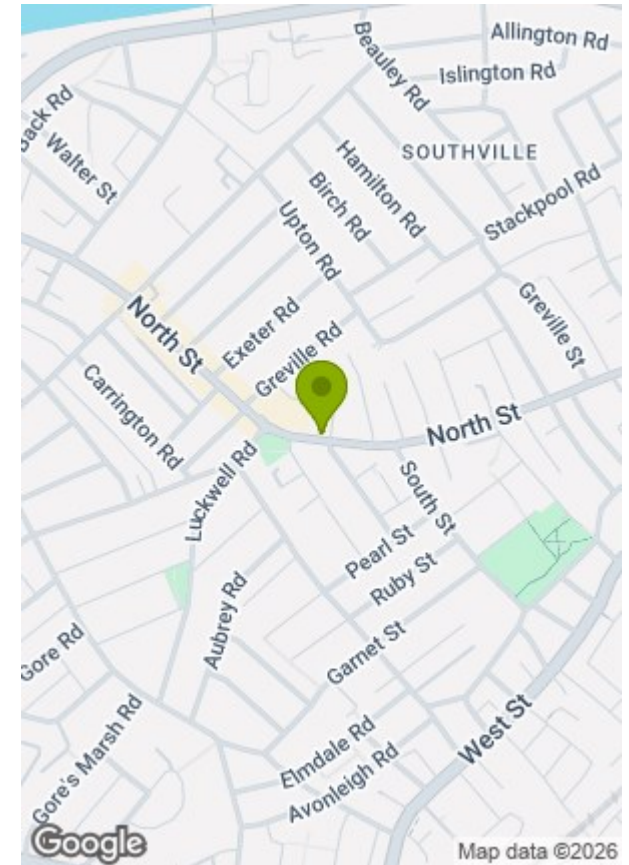 Allington Rd
Beauley Rd
Islington Rd
Back Rd
Walter St
SOUTHVILLE
Hamilton Rd
Birch Rd
Stackpool Rd
Upton Rd
Greville St
North St
Exeter Rd
Greville Rd
Carrington Rd
North St
Luckwell Rd
South St
Pearl St
Ruby St
Aubrey Rd
Garnet St
Gore Rd
West St
Elmdale Rd
Gore's Marsh Rd
Avonleigh Rd
Google
Map data ©2026